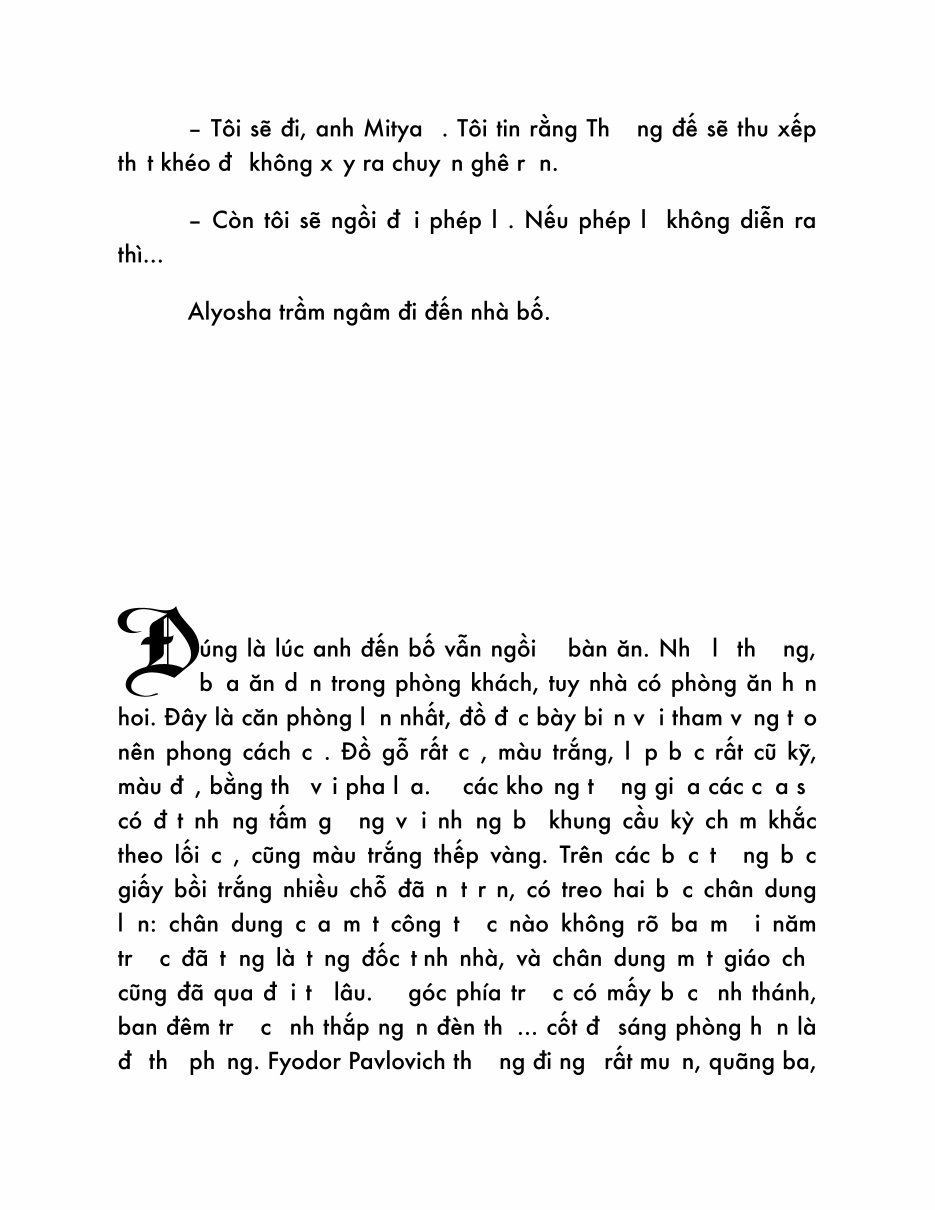 – Tôi sẽ đi, anh Mitya . Tôi tin rằng Th ng đế sẽ thu xếp
th t khéo đ không x y ra chuy n ghê r n.
– Còn tôi sẽ ngồi đ i phép l . Nếu phép l không diễn ra
thì...
Alyosha trầm ngâm đi đến nhà bố.
Đúng là lúc anh đến bố vẫn ngồi bàn ăn. Nh l th ng,
b a ăn d n trong phòng khách, tuy nhà có phòng ăn h n
hoi. Đây là căn phòng l n nhất, đồ đ c bày bi n v i tham v ng t o
nên phong cách c . Đồ gỗ rất c , màu trắng, l p b c rất cũ kỹ,
màu đ , bằng th v i pha l a. các kho ng t ng gi a các c a s
có đ t nh ng tấm g ng v i nh ng b khung cầu kỳ ch m khắc
theo lối c , cũng màu trắng thếp vàng. Trên các b c t ng b c
giấy bồi trắng nhiều chỗ đã n t r n, có treo hai b c chân dung
l n: chân dung c a m t công t c nào không rõ ba m i năm
tr c đã t ng là t ng đốc t nh nhà, và chân dung m t giáo ch
cũng đã qua đ i t lâu. góc phía tr c có mấy b c nh thánh,
ban đêm tr c nh thắp ng n đèn th ... cốt đ sáng phòng h n là
đ th ph ng. Fyodor Pavlovich th ng đi ng rất mu n, quãng ba,